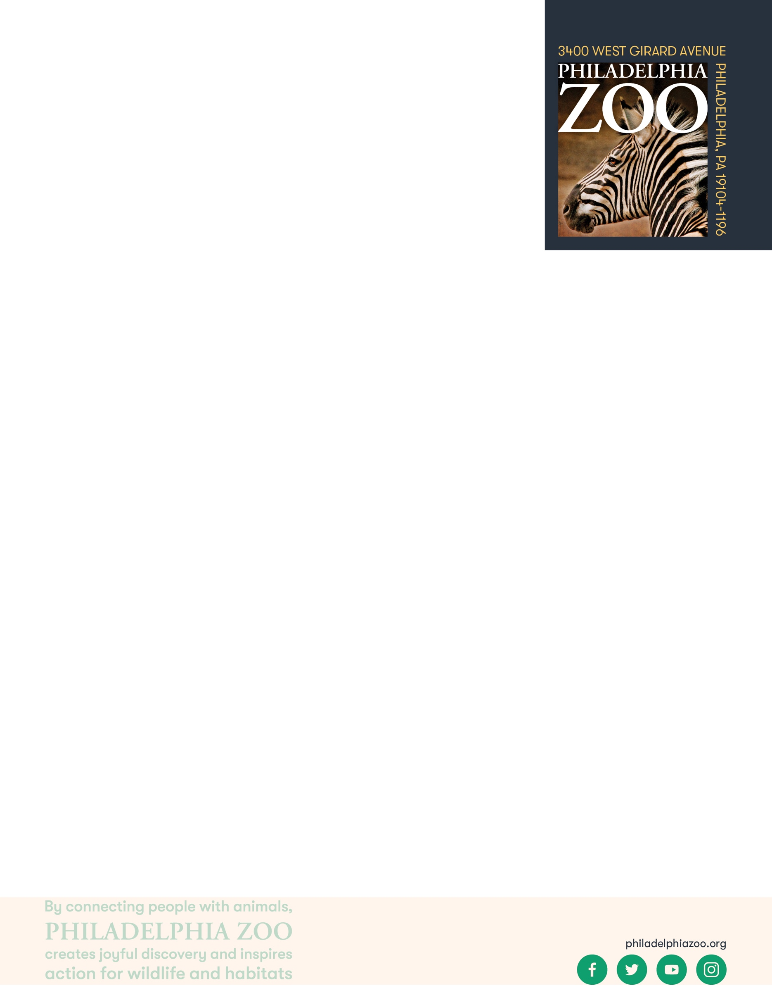 3400 WEST GIRARD AVENUE
PHILADELPHIA
ZOO
PHILADELPHIA, PA 19104-1196
By connecting people with animals,
PHILADELPHIA ZOO
creates joyful discovery and inspires
action for wildlife and habitats
philadelphiazoo.org